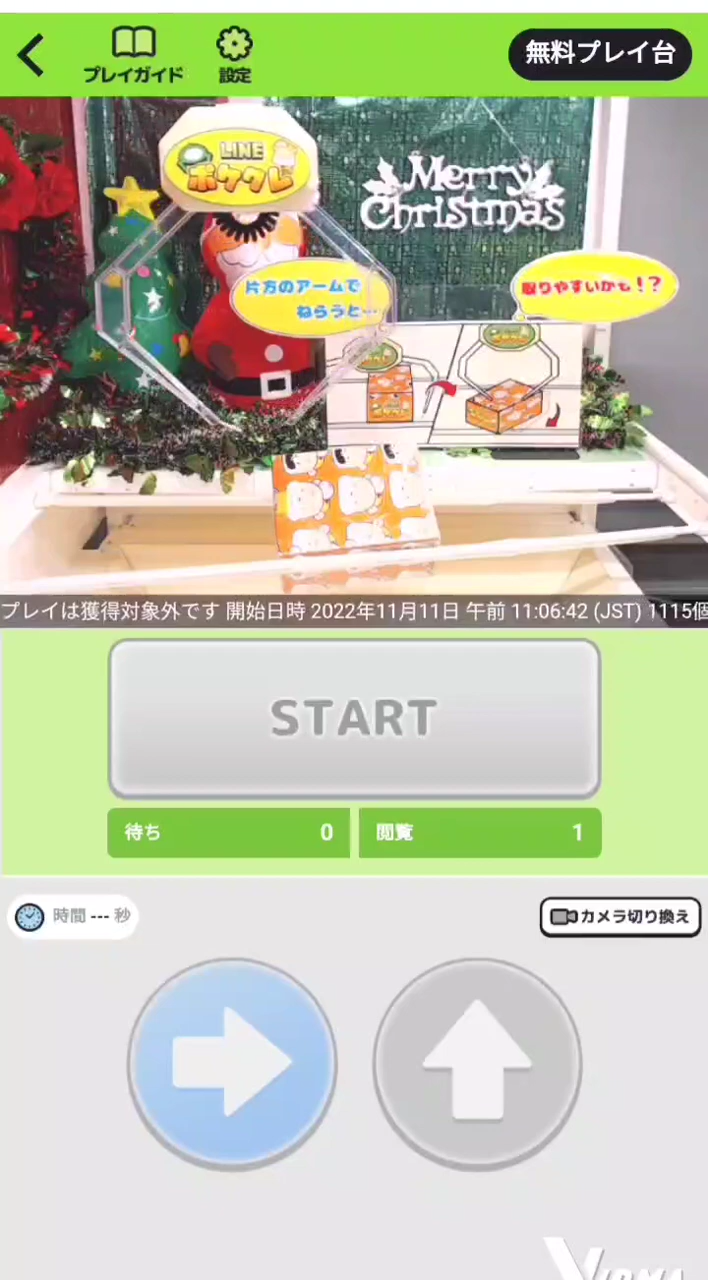 プレイガイド
設定
無料プレイ台
LINE
ポケクレ
Merry
Christmas
片方のアームで
ねらうと…
取りやすいかも!?
プレイは獲得対象外です 開始日時 2022年11月11日 午前 11:06:42 (JST) 1115個
START
待ち 0
閲覧 1
時間 --- 秒
カメラ切り換え